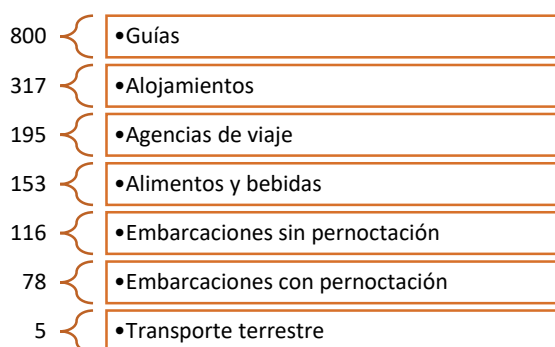 800 •Guías
317 •Alojamientos
195 •Agencias de viaje
153 •Alimentos y bebidas
116 •Embarcaciones sin pernoctación
78 •Embarcaciones con pernoctación
5 •Transporte terrestre